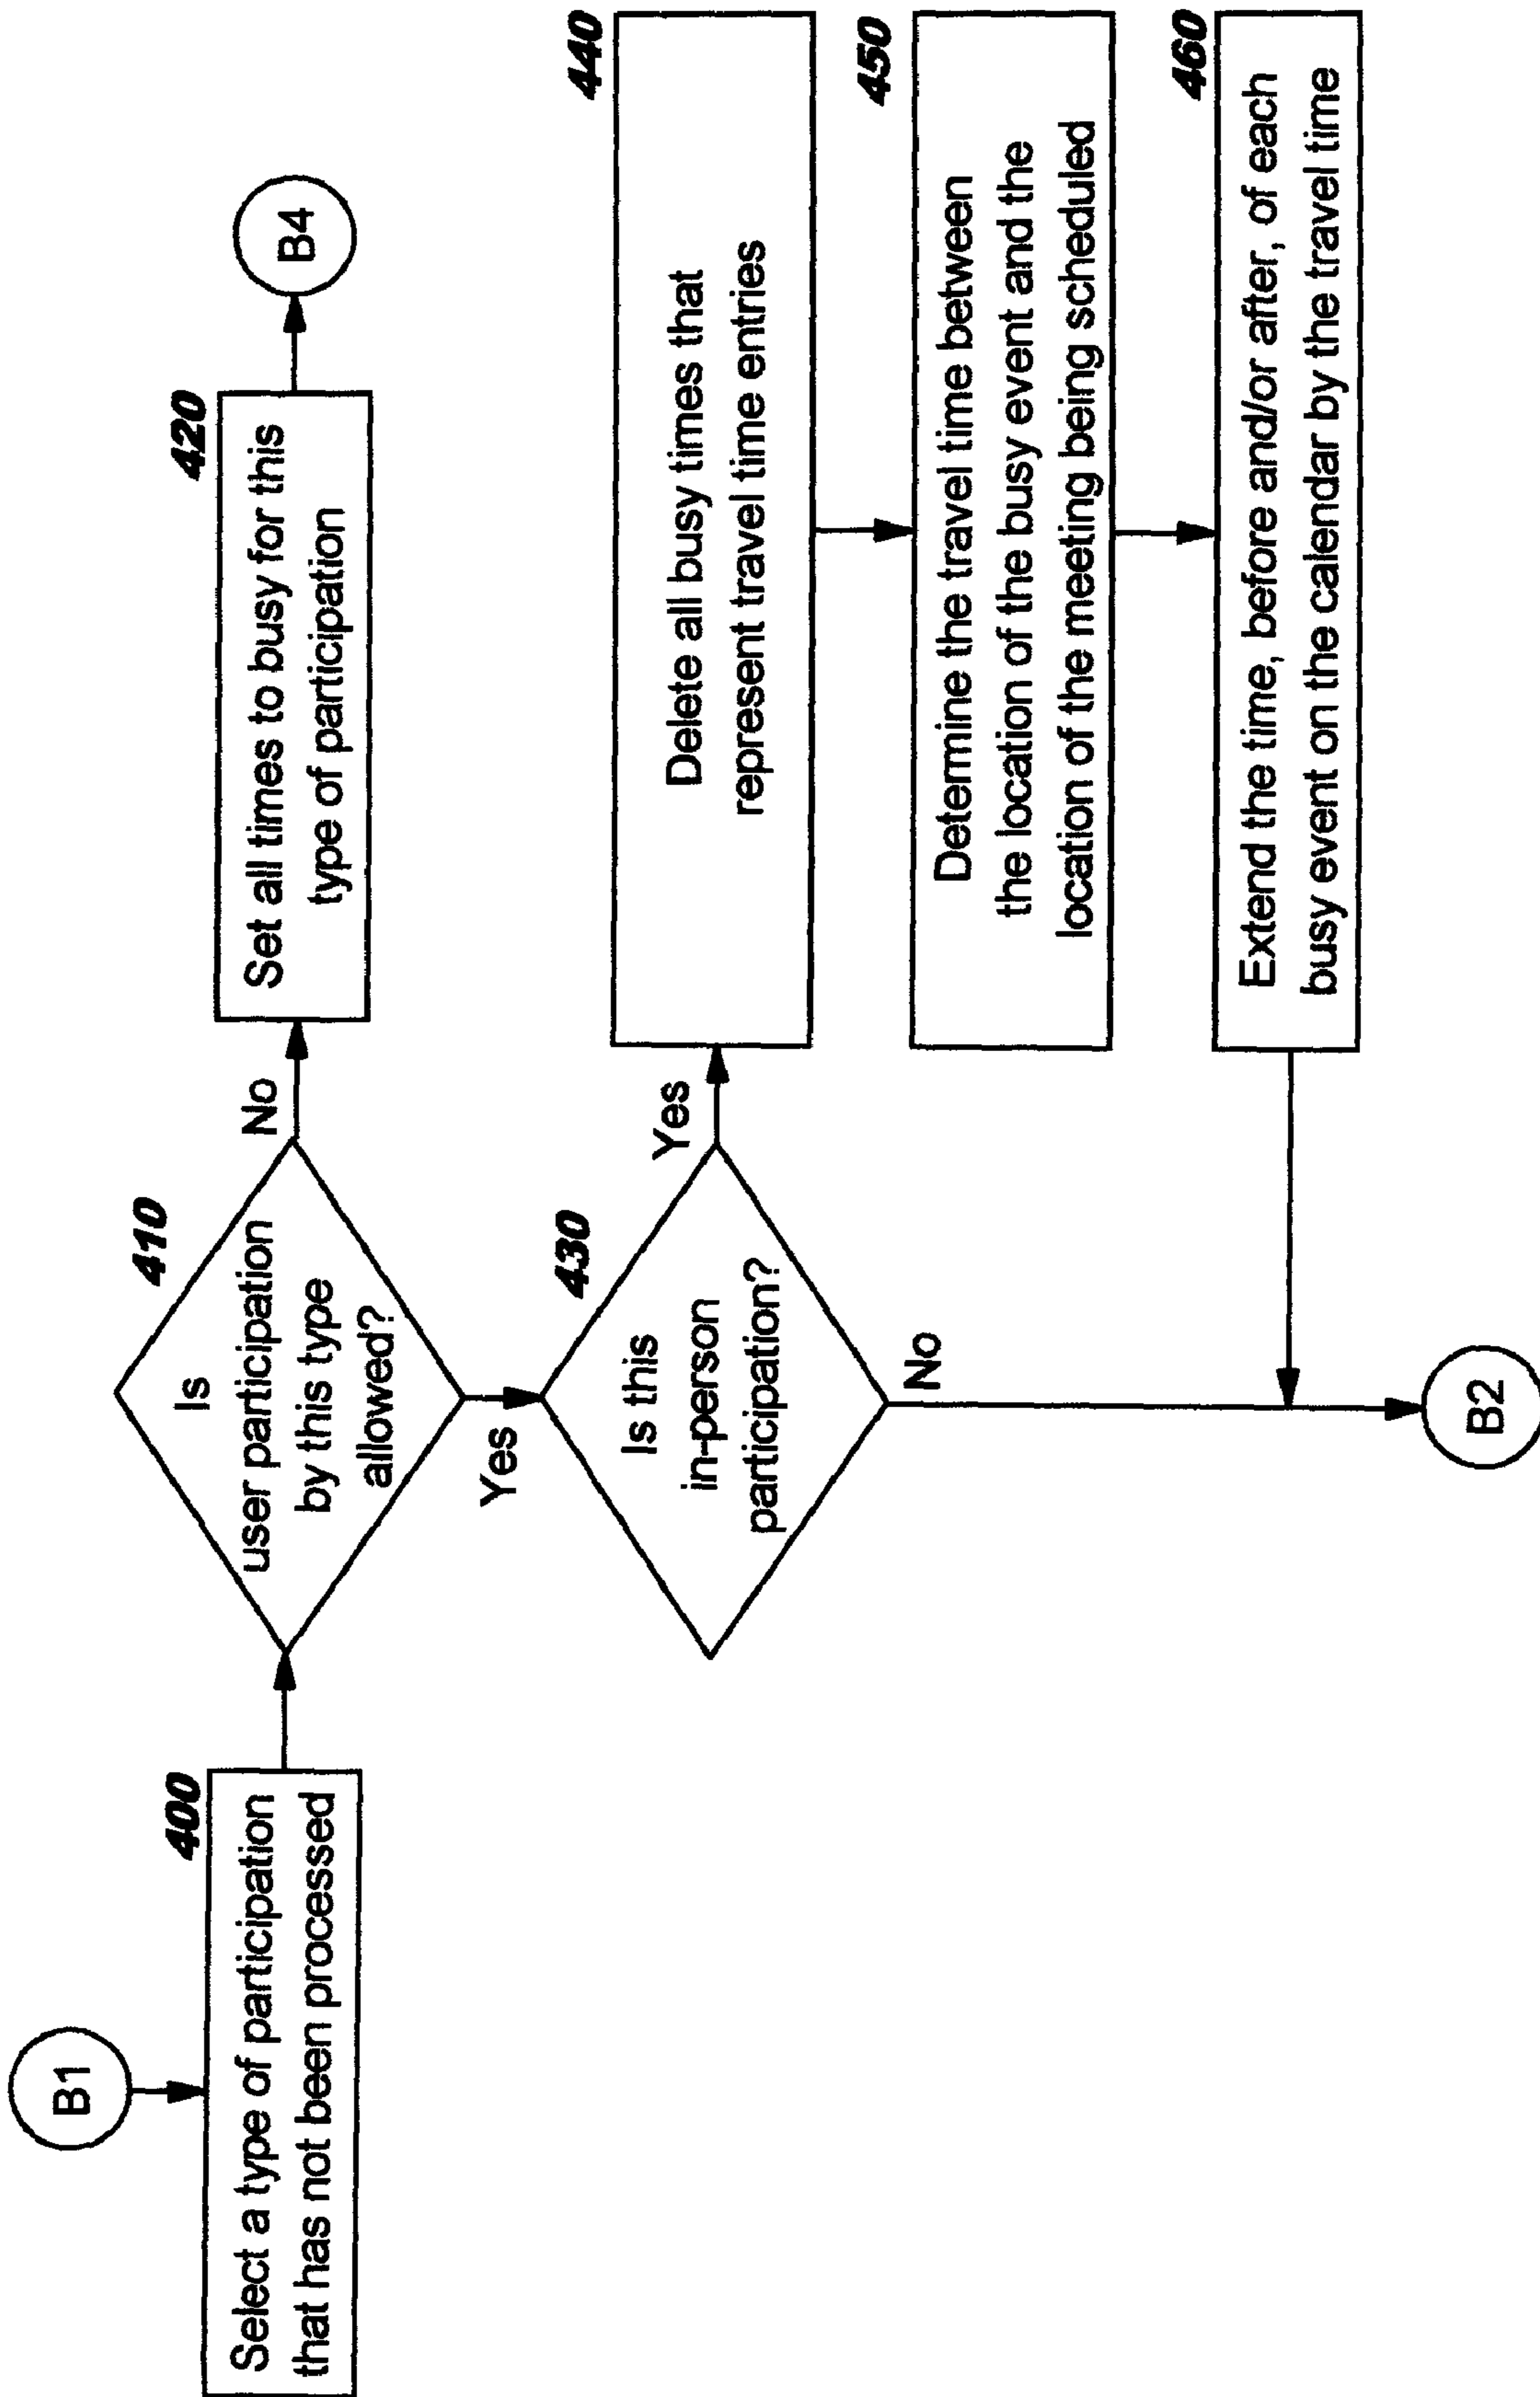 B1
400
Select a type of participation
that has not been processed
410
Is
user participation
by this type
allowed?
No
420
Set all times to busy for this
type of participation
B4
Yes
430
Is this
in-person
participation?
Yes
440
Delete all busy times that
represent travel time entries
450
Determine the travel time between
the location of the busy event and the
location of the meeting being scheduled
460
Extend the time, before and/or after, of each
busy event on the calendar by the travel time
No
B2